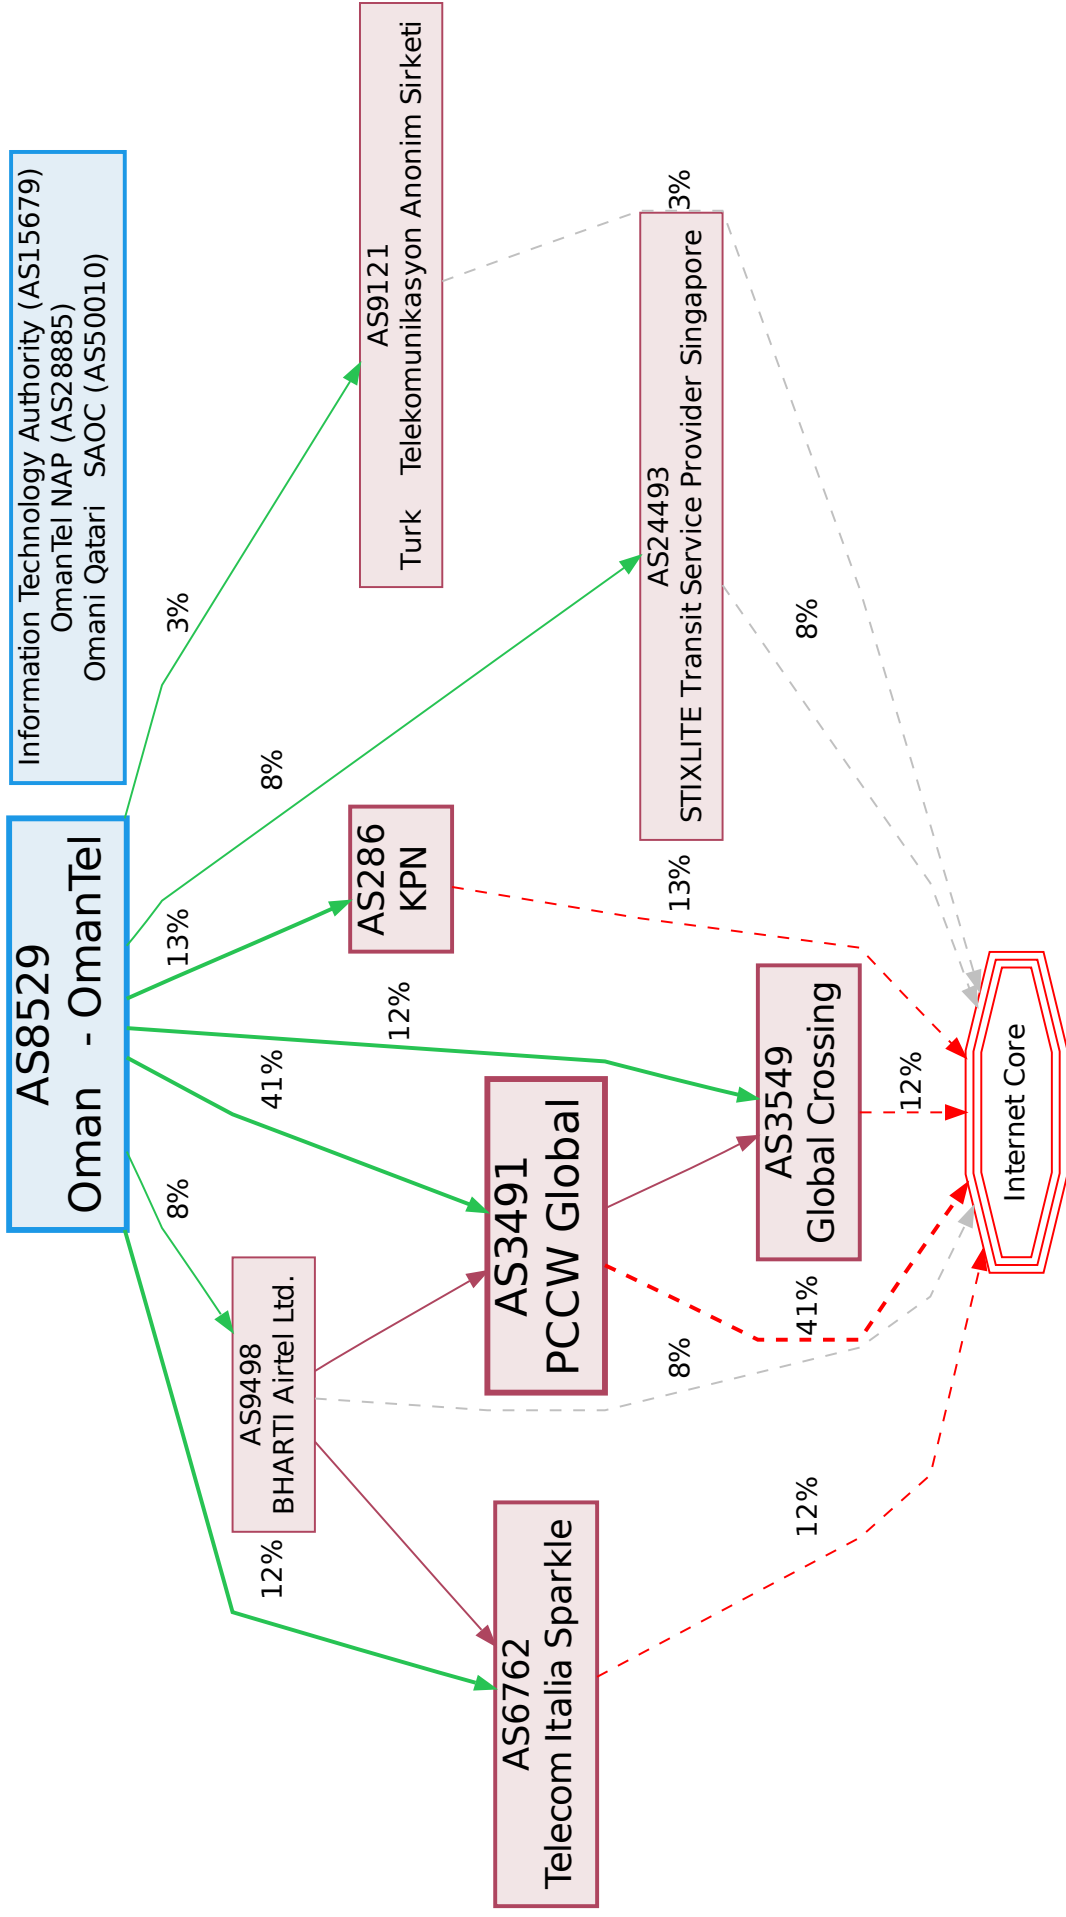 AS8529
Oman - OmanTel
Information Technology Authority (AS15679)
OmanTel NAP (AS28885)
Omani Qatari SAOC (AS50010)
12%
8%
41%
12%
13%
8%
3%
AS9498
BHARTI Airtel Ltd.
AS286
KPN
AS9121
Turk Telekomunikasyon Anonim Sirketi
AS6762
Telecom Italia Sparkle
AS3491
PCCW Global
AS24493
STIXLITE Transit Service Provider Singapore
8%
13%
3%
AS3549
Global Crossing
12%
41%
8%
12%
Internet Core